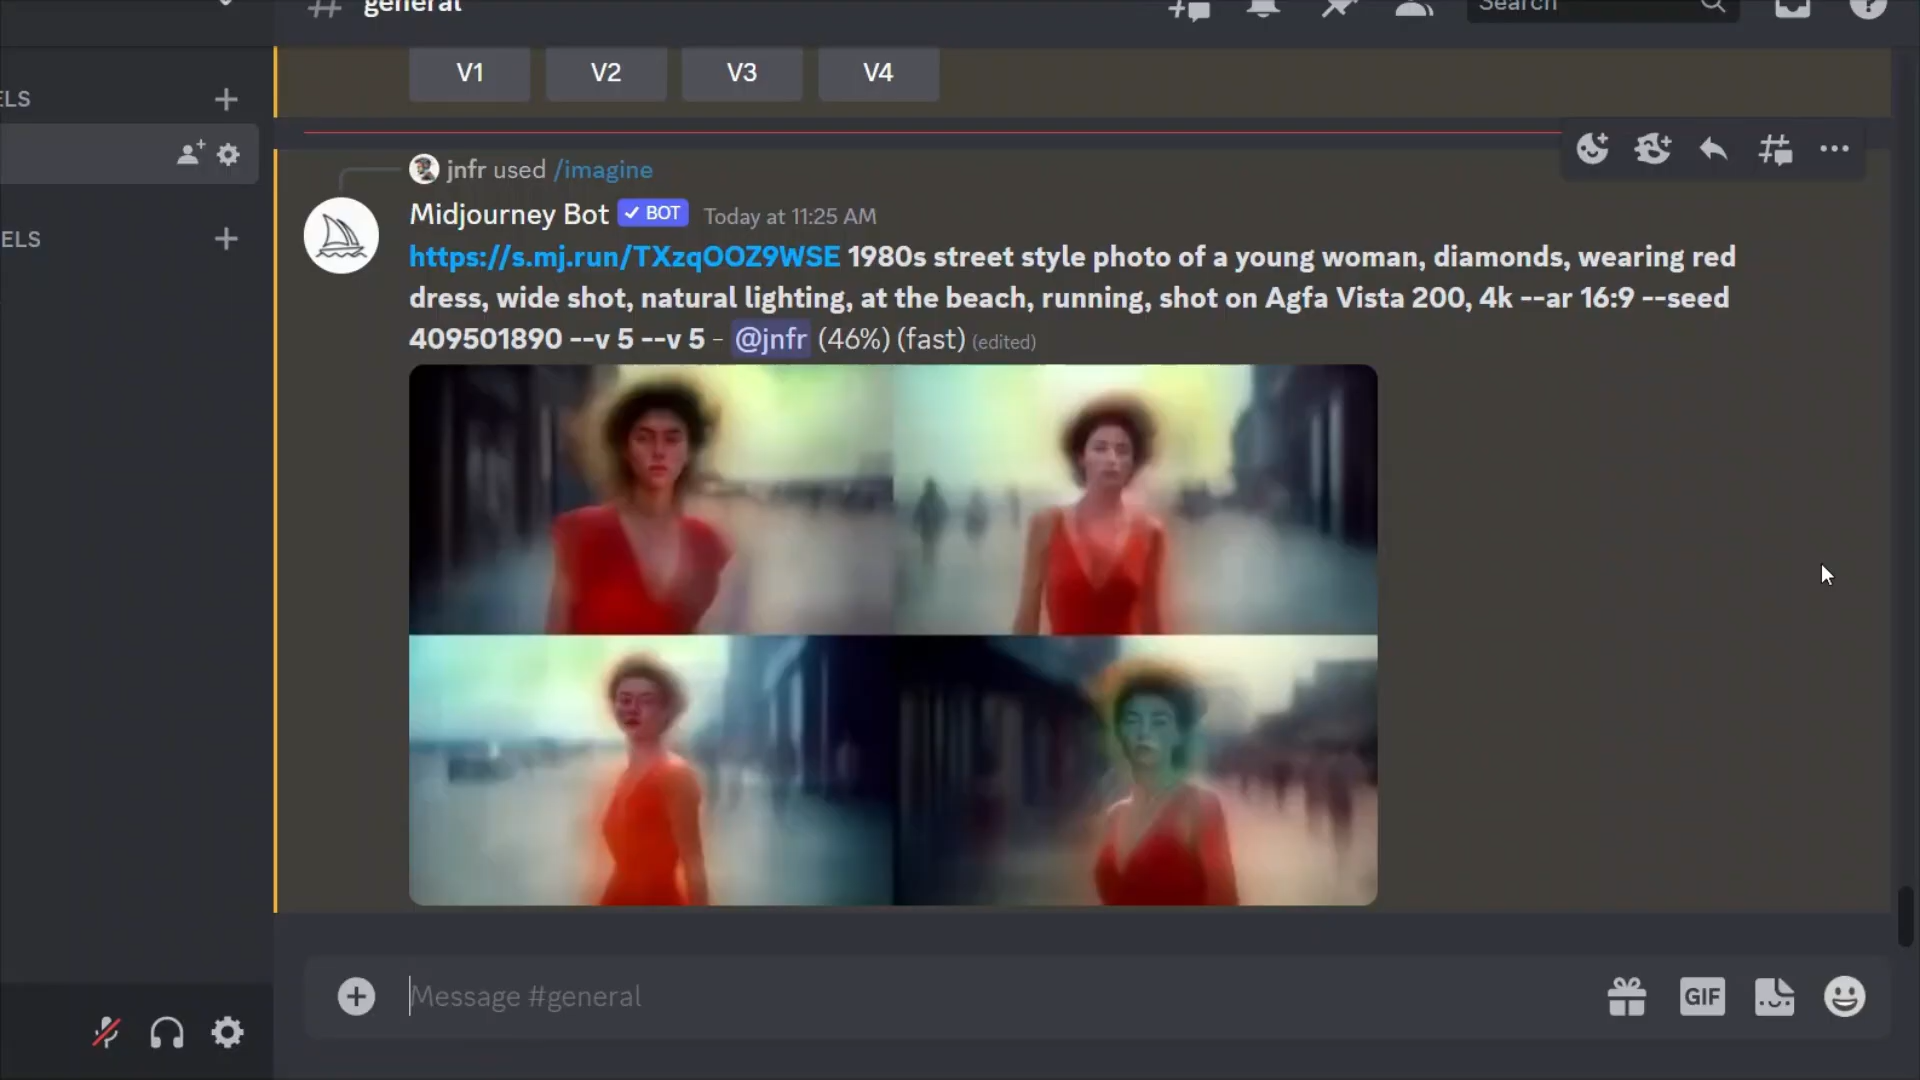 general
Search
V1 V2 V3 V4
ELS
jnfr used /imagine
Midjourney Bot ✓ BOT Today at 11:25 AM
https://s.mj.run/TXzqOOZ9WSE 1980s street style photo of a young woman, diamonds, wearing red
dress, wide shot, natural lighting, at the beach, running, shot on Agfa Vista 200, 4k --ar 16:9 --seed
409501890 --v 5 --v 5 - @jnfr (46%) (fast) (edited)
ELS
Message #general
GIF